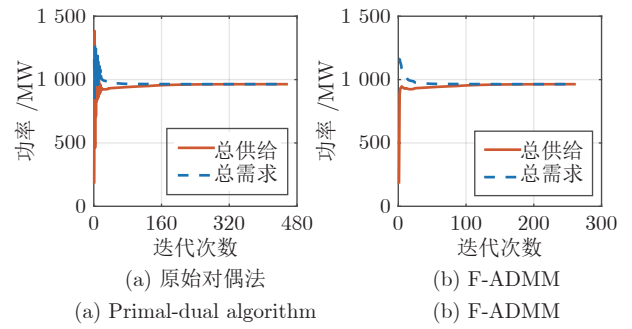 1 500
1 000
500
0
功率 /MW
总供给
总需求
0 160 320 480
迭代次数
(a) 原始对偶法
(a) Primal-dual algorithm
1 500
1 000
500
0
功率 /MW
总供给
总需求
0 100 200 300
迭代次数
(b) F-ADMM
(b) F-ADMM